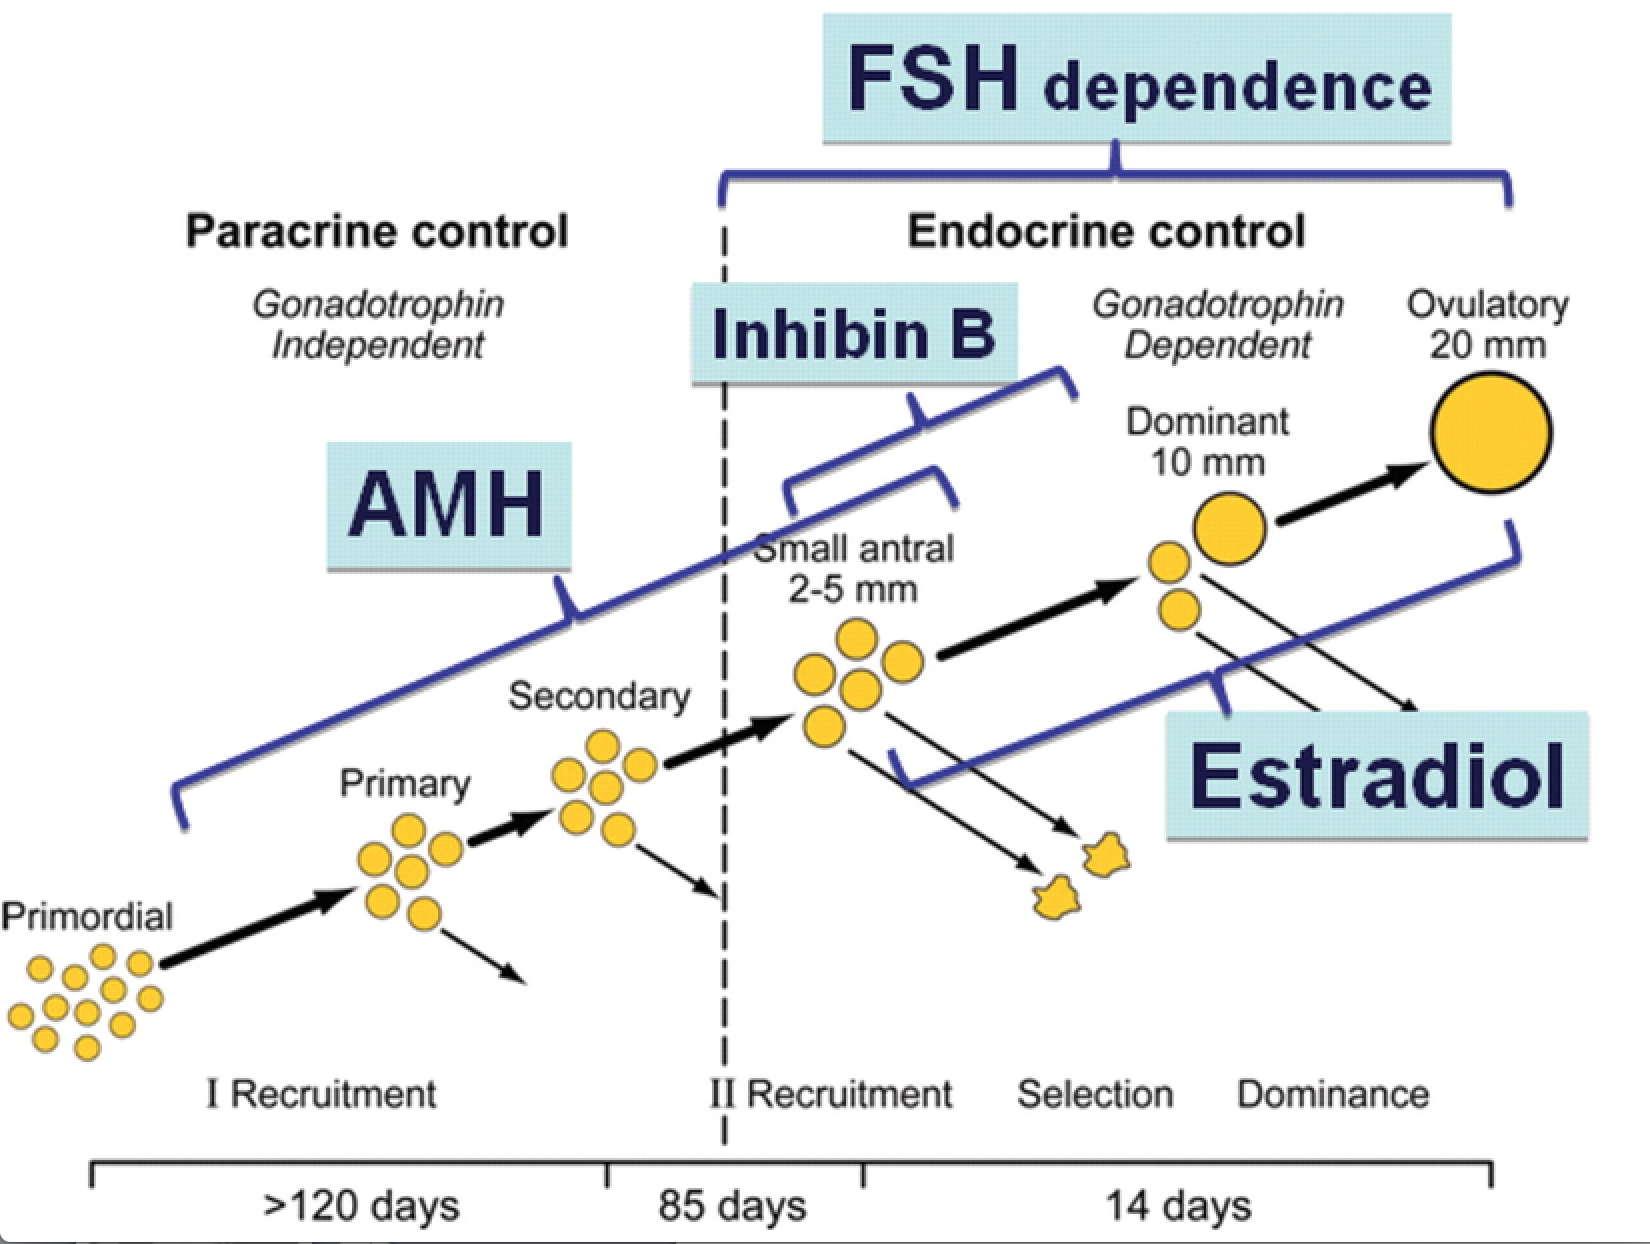 FSH dependence
Paracrine control
Endocrine control
Gonadotrophin
Independent
Inhibin B
Gonadotrophin
Dependent
Ovulatory
20 mm
Dominant
10 mm
AMH
Small antral
2-5 mm
Secondary
Primary
Estradiol
Primordial
I Recruitment
II Recruitment
Selection
Dominance
>120 days
85 days
14 days